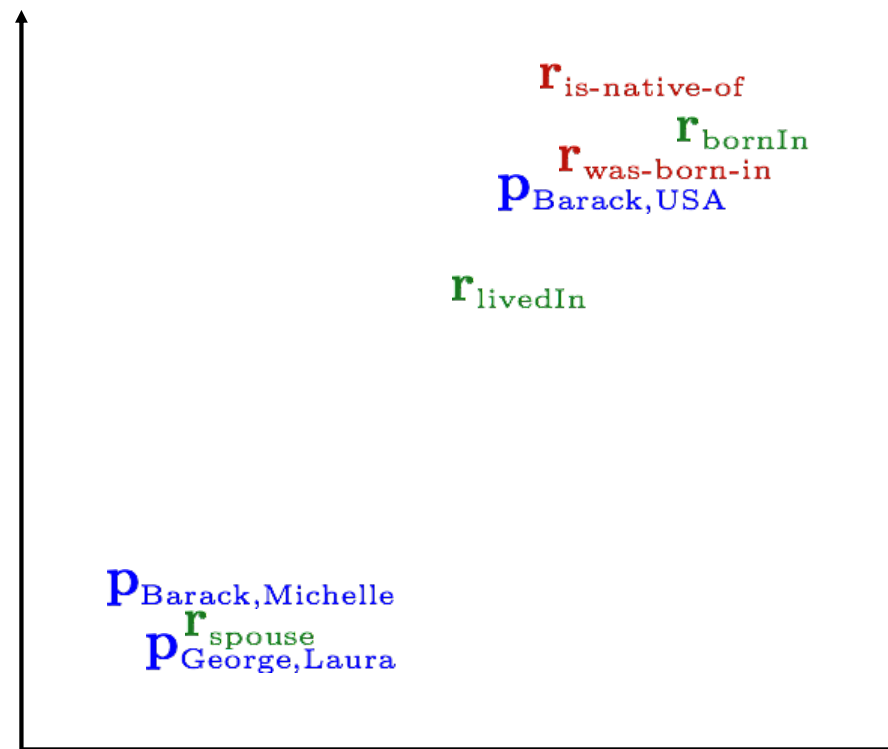 r is-native-of
r bornIn
r was-born-in
p Barack,USA
r livedIn
p Barack,Michelle
r spouse
p George,Laura